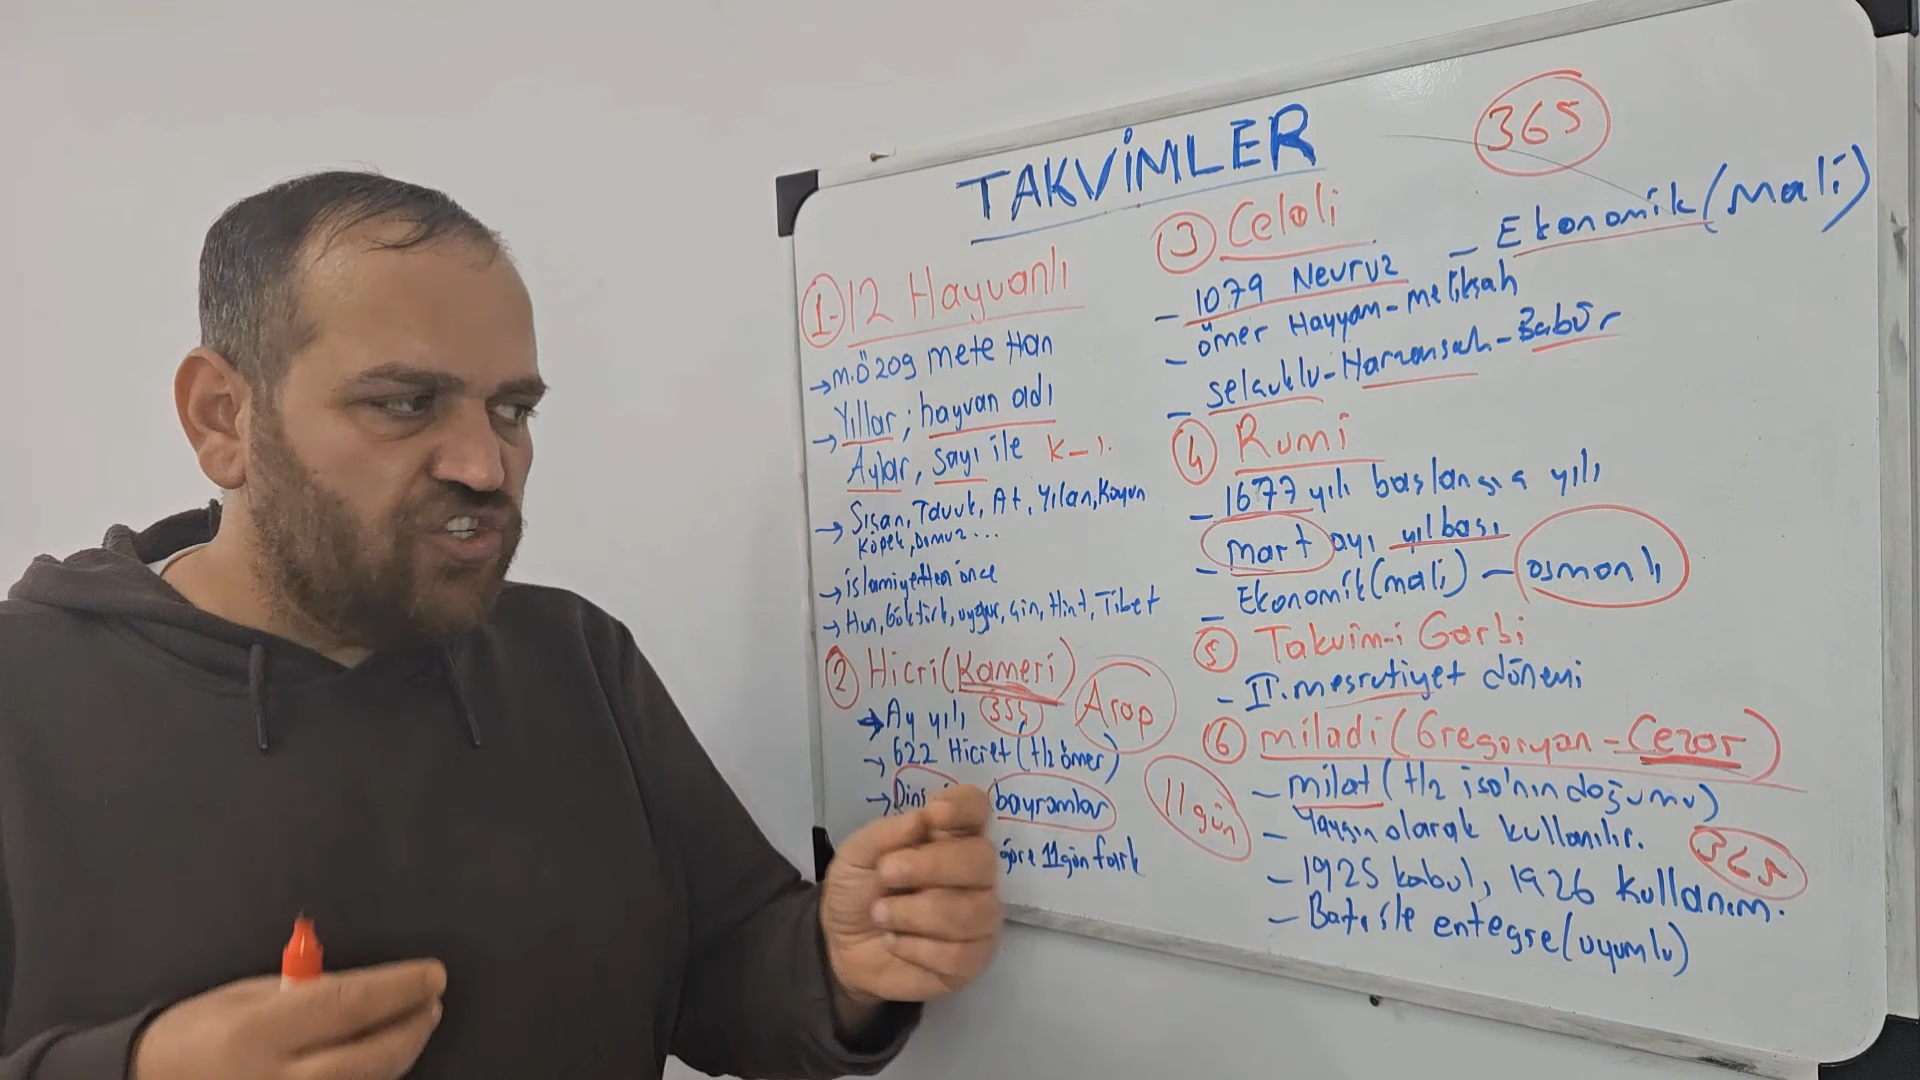 TAKVİMLER
365
1- 12 Hayvanlı
→ M.Ö 209 Mete Han
→ Yıllar; hayvan adı
Aylar, sayı ile K-1.
→ Sıçan, Tavuk, At, Yılan, Koyun
Köpek, Domuz...
→ İslamiyetten önce
→ Hun, Göktürk, Uygur, Çin, Hint, Tibet
2 Hicri (Kameri)
→ Ay yılı
Arap
→ 622 Hicret (Hz ömer)
→ bayramlar
göre 11 gün fark
11 gün
3 Celali
- 1079 Nevruz
- Ekonomik (Mali)
- Ömer Hayyam - Melikşah
- Selçuklu - Harzemşah - Babür
4 Rumi
- 1677 yılı başlangıç yılı
- Mart ayı yılbaşı
- Ekonomik (mali) - Osmanlı
5 Takvim-i Garbi
- II. meşrutiyet dönemi
6 Miladi (Gregoryan - Cezar)
- Milat (Hz isa'nın doğumu)
- Yaygın olarak kullanılır.
365
- 1925 kabul, 1926 kullanım.
- Batı ile entegre (uyumlu)